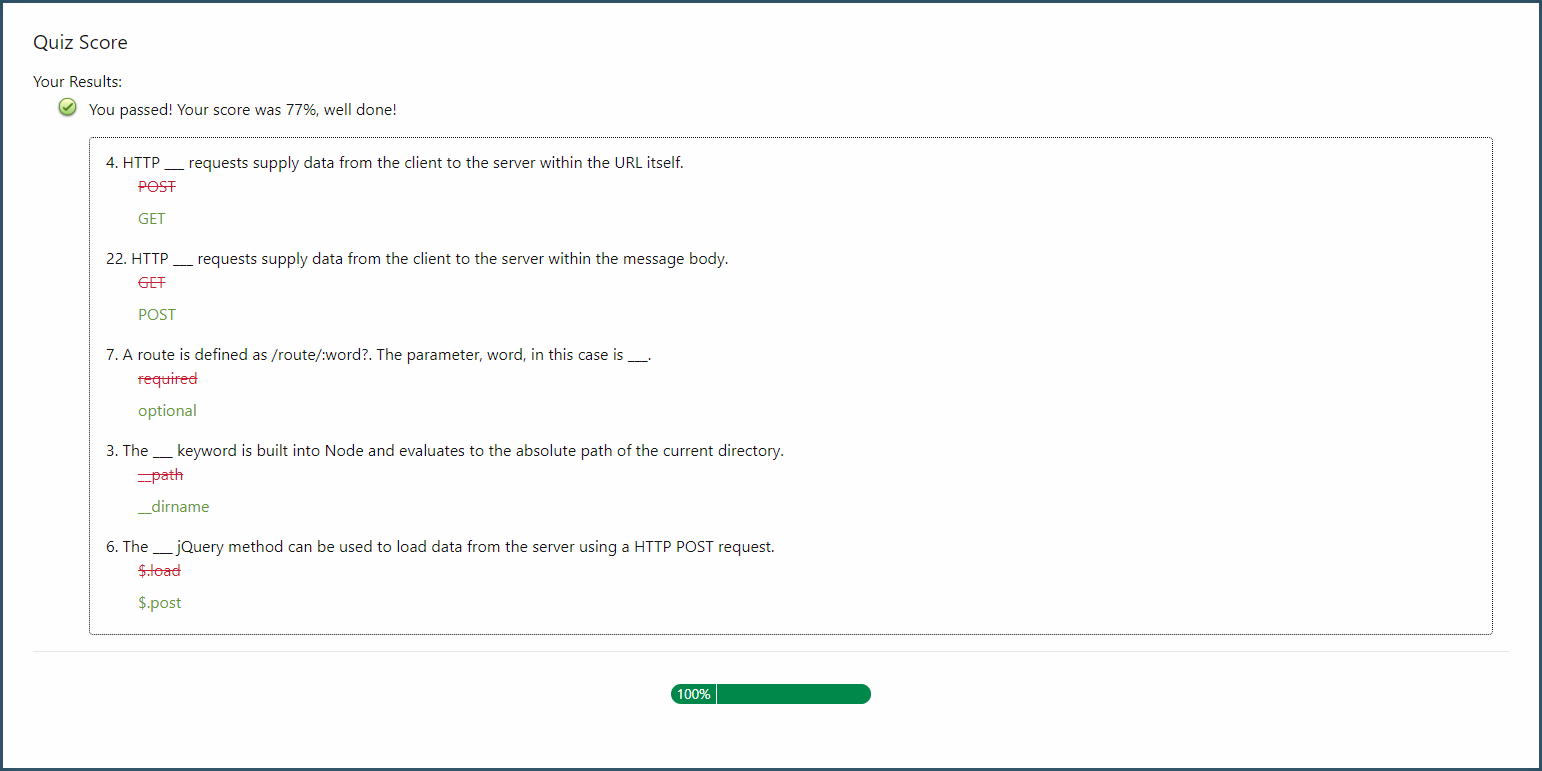 Quiz Score
Your Results:
You passed! Your score was 77%, well done!
4. HTTP ___ requests supply data from the client to the server within the URL itself.
POST
GET
22. HTTP ___ requests supply data from the client to the server within the message body.
GET
POST
7. A route is defined as /route/:word?. The parameter, word, in this case is ___.
required
optional
3. The ___ keyword is built into Node and evaluates to the absolute path of the current directory.
__path
__dirname
6. The ___ jQuery method can be used to load data from the server using a HTTP POST request.
$.load
$.post
100%